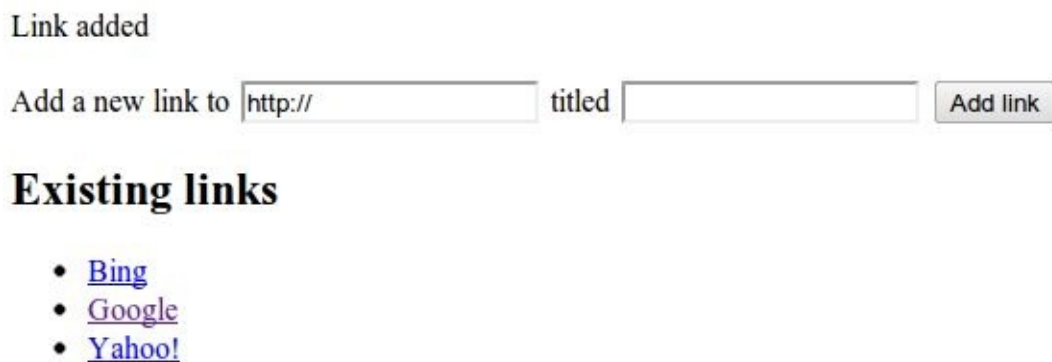 Link added
Add a new link to http:// titled Add link
Existing links
• Bing
• Google
• Yahoo!